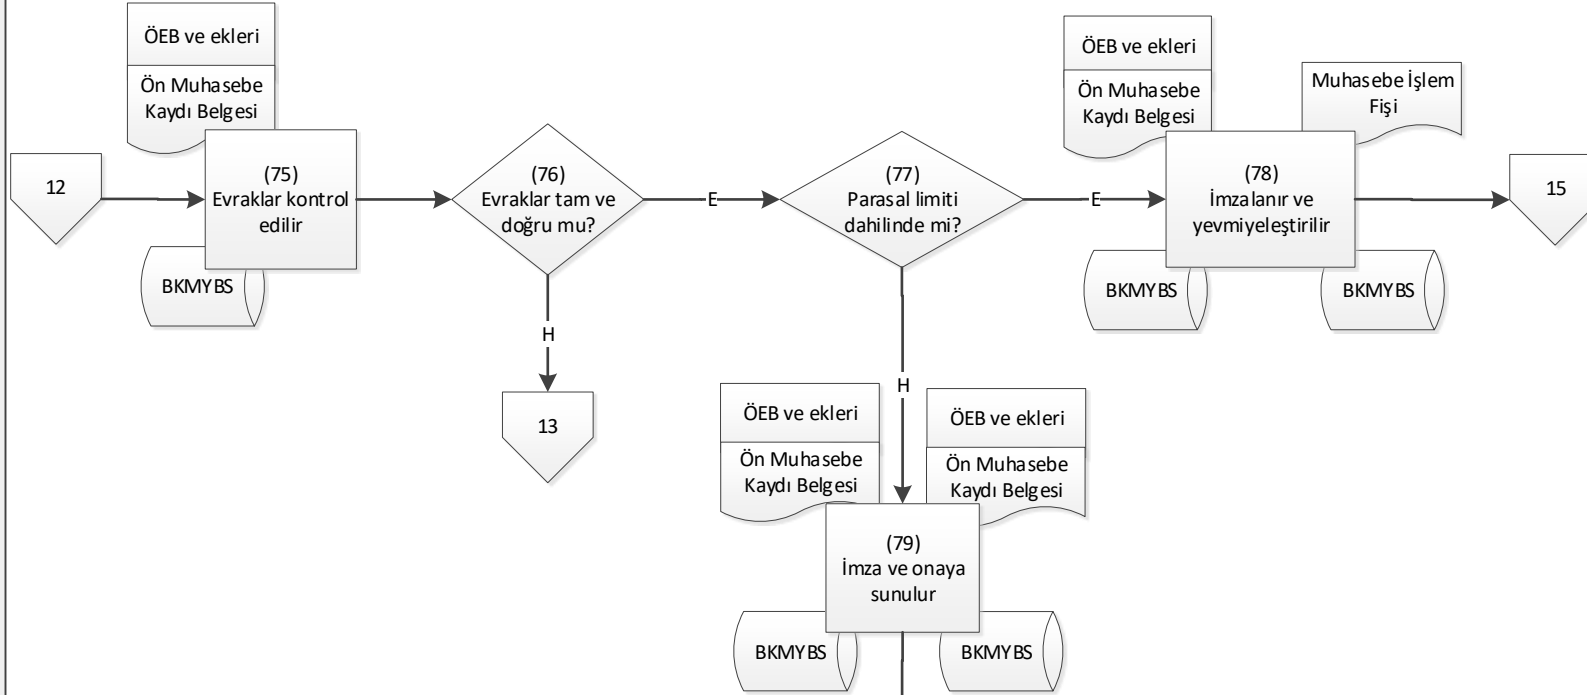 ÖEB ve ekleri
Ön Muhasebe
Kaydı Belgesi
12
(75)
Evraklar kontrol
edilir
BKMYBS
(76)
Evraklar tam ve
doğru mu?
E
H
13
(77)
Parasal limiti
dahilinde mi?
E
H
ÖEB ve ekleri
Ön Muhasebe
Kaydı Belgesi
Muhasebe İşlem
Fişi
(78)
İmzalanır ve
yevmiyeleştirilir
BKMYBS
BKMYBS
15
ÖEB ve ekleri
Ön Muhasebe
Kaydı Belgesi
ÖEB ve ekleri
Ön Muhasebe
Kaydı Belgesi
(79)
İmza ve onaya
sunulur
BKMYBS
BKMYBS